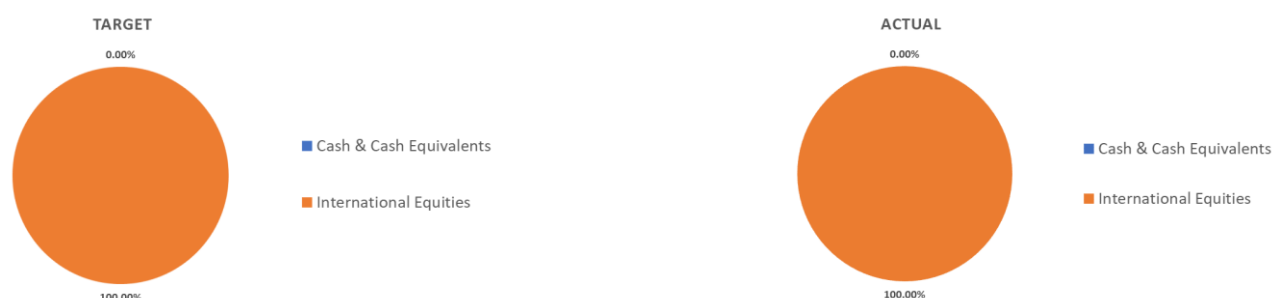 TARGET
0.00%
Cash & Cash Equivalents
International Equities
100.00%
ACTUAL
0.00%
Cash & Cash Equivalents
International Equities
100.00%